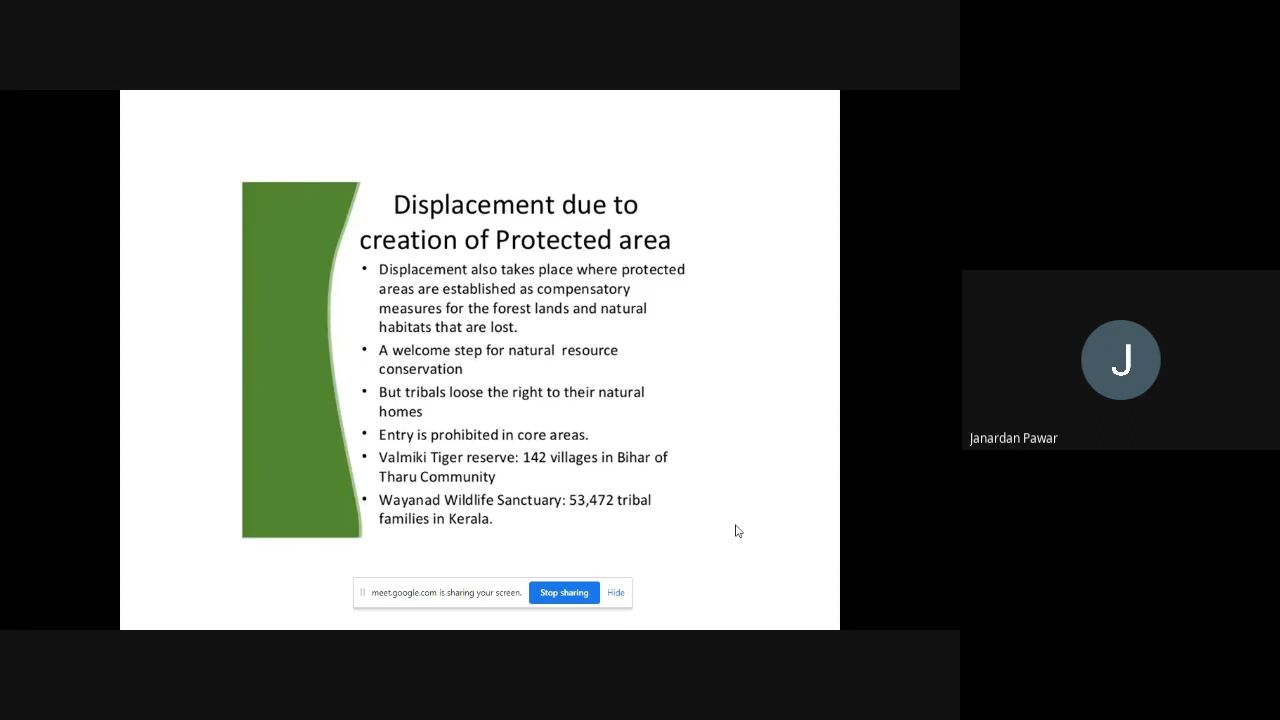 Displacement due to
creation of Protected area
• Displacement also takes place where protected
areas are established as compensatory
measures for the forest lands and natural
habitats that are lost.
• A welcome step for natural resource
conservation
• But tribals loose the right to their natural
homes
• Entry is prohibited in core areas.
• Valmiki Tiger reserve: 142 villages in Bihar of
Tharu Community
• Wayanad Wildlife Sanctuary: 53,472 tribal
families in Kerala.
meet.google.com is sharing your screen. Stop sharing Hide
J
Janardan Pawar